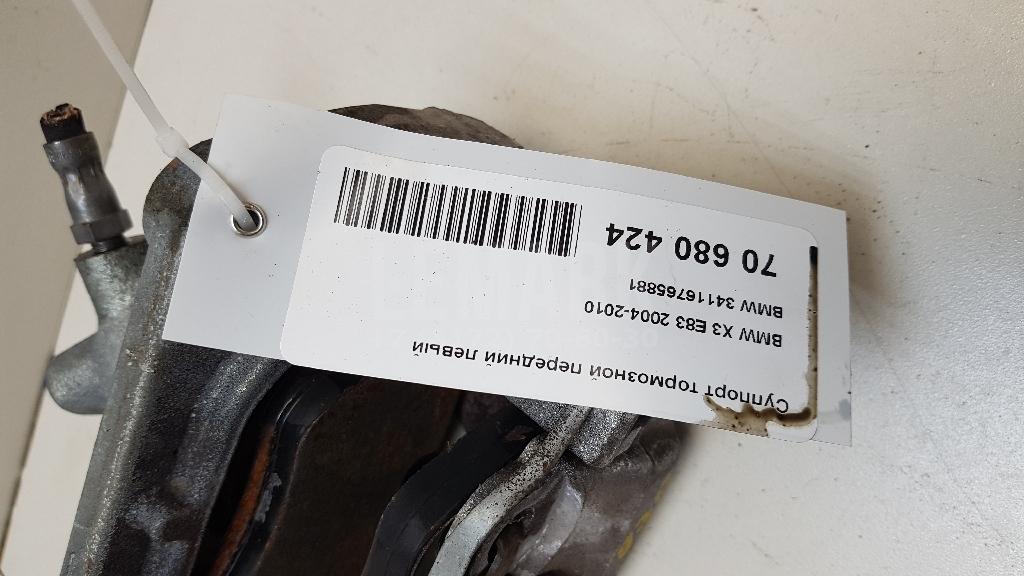 Суппорт тормозной передний левый
BMW X3 E83 2004-2010
BMW 34116765881
70 680 424